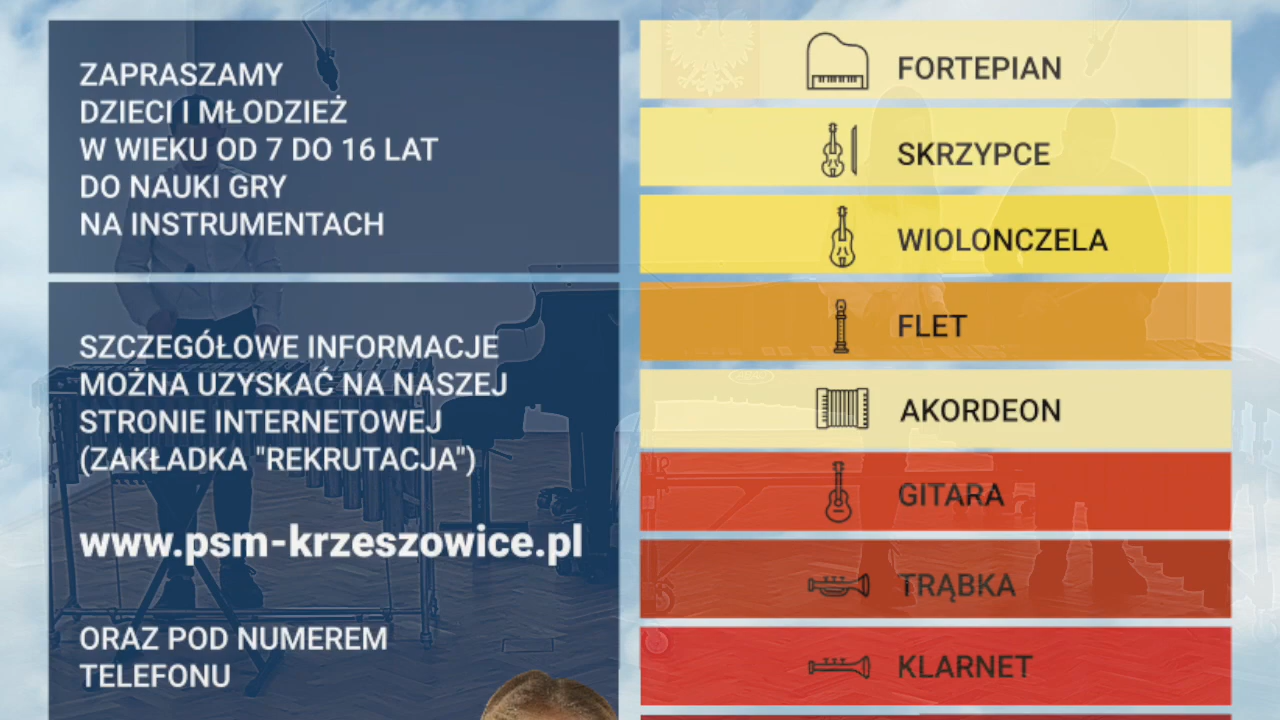 ZAPRASZAMY
DZIECI I MŁODZIEŻ
W WIEKU OD 7 DO 16 LAT
DO NAUKI GRY
NA INSTRUMENTACH
SZCZEGÓŁOWE INFORMACJE
MOŻNA UZYSKAĆ NA NASZEJ
STRONIE INTERNETOWEJ
(ZAKŁADKA "REKRUTACJA")
www.psm-krzeszowice.pl
ORAZ POD NUMEREM
TELEFONU
FORTEPIAN
SKRZYPCE
WIOLONCZELA
FLET
AKORDEON
GITARA
TRĄBKA
KLARNET